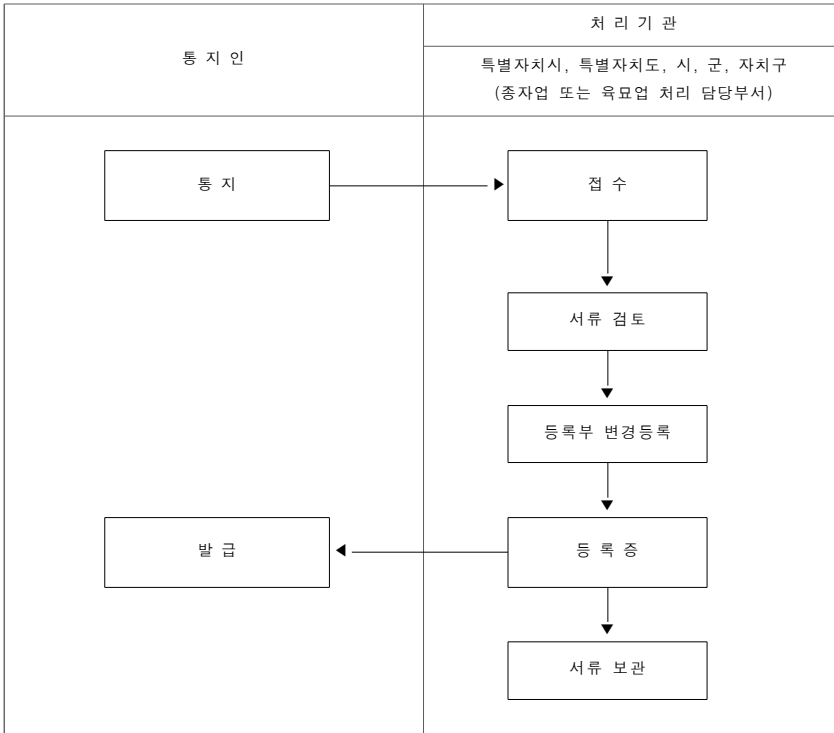 통 지 인
처 리 기 관
특별자치시, 특별자치도, 시, 군, 자치구
(종자업 또는 육묘업 처리 담당부서)
통 지
접 수
서류 검토
등록부 변경등록
발 급
등 록 증
서류 보관